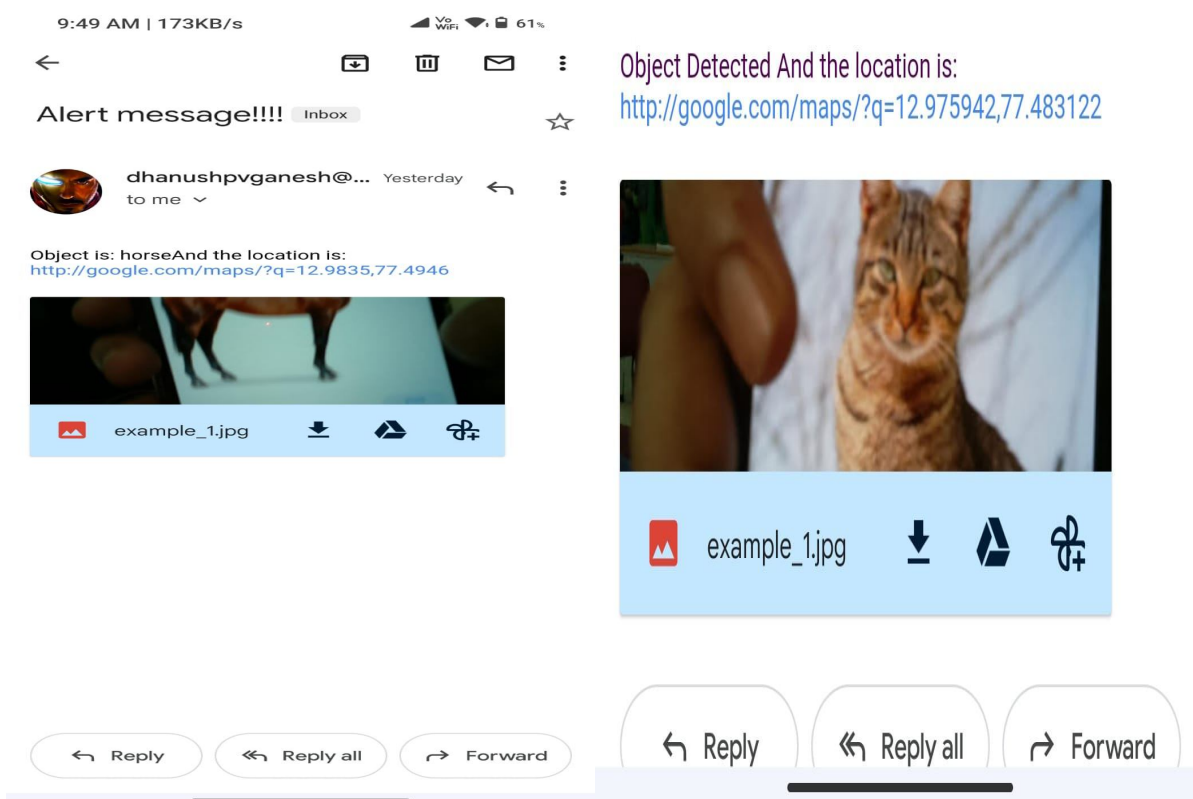 9:49 AM | 173KB/s
Vo WiFi
61%
Alert message!!!! Inbox
dhanushpvganesh@... Yesterday
to me
Object is: horseAnd the location is:
http://google.com/maps/?q=12.9835,77.4946
example_1.jpg
Reply
Reply all
Forward
Object Detected And the location is:
http://google.com/maps/?q=12.975942,77.483122
example_1.jpg
Reply
Reply all
Forward